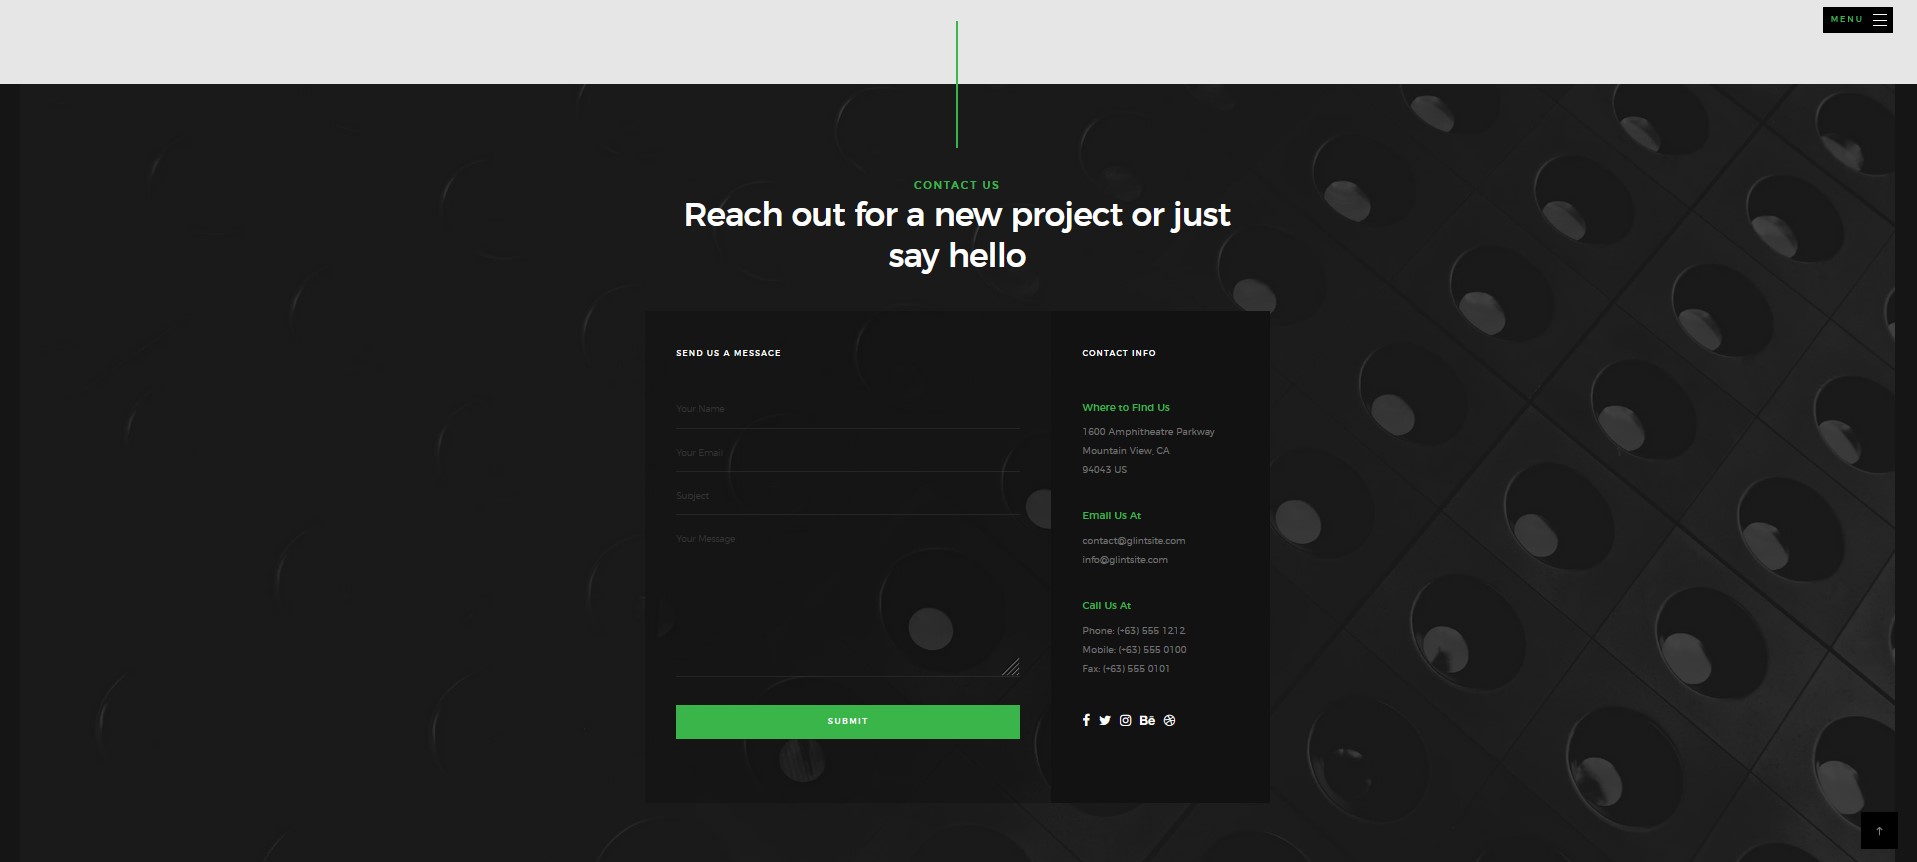 MENU
CONTACT US
Reach out for a new project or just
say hello
SEND US A MESSAGE
Your Name
Your Email
Subject
Your Message
SUBMIT
CONTACT INFO
Where to Find Us
1600 Amphitheatre Parkway
Mountain View, CA
94043 US
Email Us At
contact@glintsite.com
info@glintsite.com
Call Us At
Phone: (+63) 555 1212
Mobile: (+63) 555 0100
Fax: (+63) 555 0101
Bē